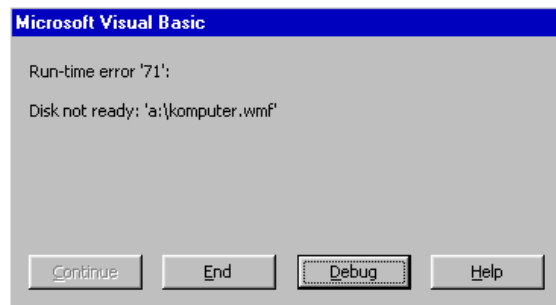 Microsoft Visual Basic
Run-time error '71':
Disk not ready: 'a:\komputer.wmf'
Continue End Debug Help